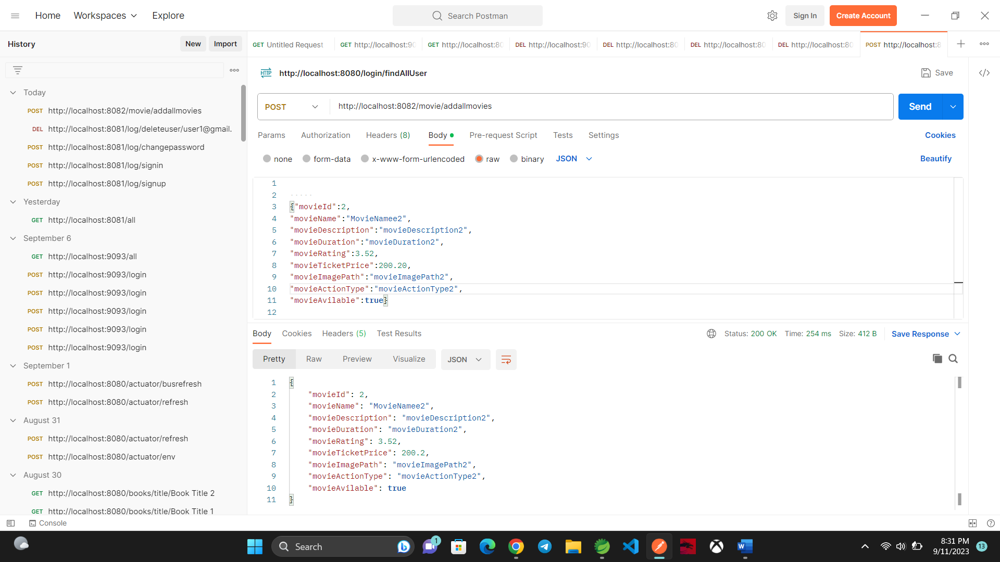 Home Workspaces Explore Search Postman Sign In Create Account
History New Import
GET Untitled Request GET http://localhost:90 GET http://localhost:80 DEL http://localhost:90 DEL http://localhost:80 DEL http://localhost:80 DEL http://localhost:80 POST http://localhost:8
Today
POST http://localhost:8082/movie/addallmovies
DEL http://localhost:8081/log/deleteuser/user1@gmail.
POST http://localhost:8081/log/changepassword
POST http://localhost:8081/log/signin
POST http://localhost:8081/log/signup
Yesterday
GET http://localhost:8081/all
September 6
GET http://localhost:9093/all
POST http://localhost:9093/login
POST http://localhost:9093/login
POST http://localhost:9093/login
POST http://localhost:9093/login
POST http://localhost:9093/login
September 1
POST http://localhost:8080/actuator/busrefresh
POST http://localhost:8080/actuator/refresh
August 31
POST http://localhost:8080/actuator/refresh
POST http://localhost:8080/actuator/env
August 30
GET http://localhost:8080/books/title/Book Title 2
GET http://localhost:8080/books/title/Book Title 1
HTTP http://localhost:8080/login/findAllUser Save
POST http://localhost:8082/movie/addallmovies Send
Params Authorization Headers (8) Body Pre-request Script Tests Settings Cookies
none form-data x-www-form-urlencoded raw binary JSON Beautify
1
2
3 {"movieId":2,
4 "movieName":"MovieNamee2",
5 "movieDescription":"movieDescription2",
6 "movieDuration":"movieDuration2",
7 "movieRating":3.52,
8 "movieTicketPrice":200.20,
9 "movieImagePath":"movieImagePath2",
10 "movieActionType":"movieActionType2",
11 "movieAvilable":true}
12
Body Cookies Headers (5) Test Results Status: 200 OK Time: 254 ms Size: 412 B Save Response
Pretty Raw Preview Visualize JSON
1 {
2 "movieId": 2,
3 "movieName": "MovieNamee2",
4 "movieDescription": "movieDescription2",
5 "movieDuration": "movieDuration2",
6 "movieRating": 3.52,
7 "movieTicketPrice": 200.2,
8 "movieImagePath": "movieImagePath2",
9 "movieActionType": "movieActionType2",
10 "movieAvilable": true
11 }
Console
Search 1 8:31 PM
9/11/2023 13